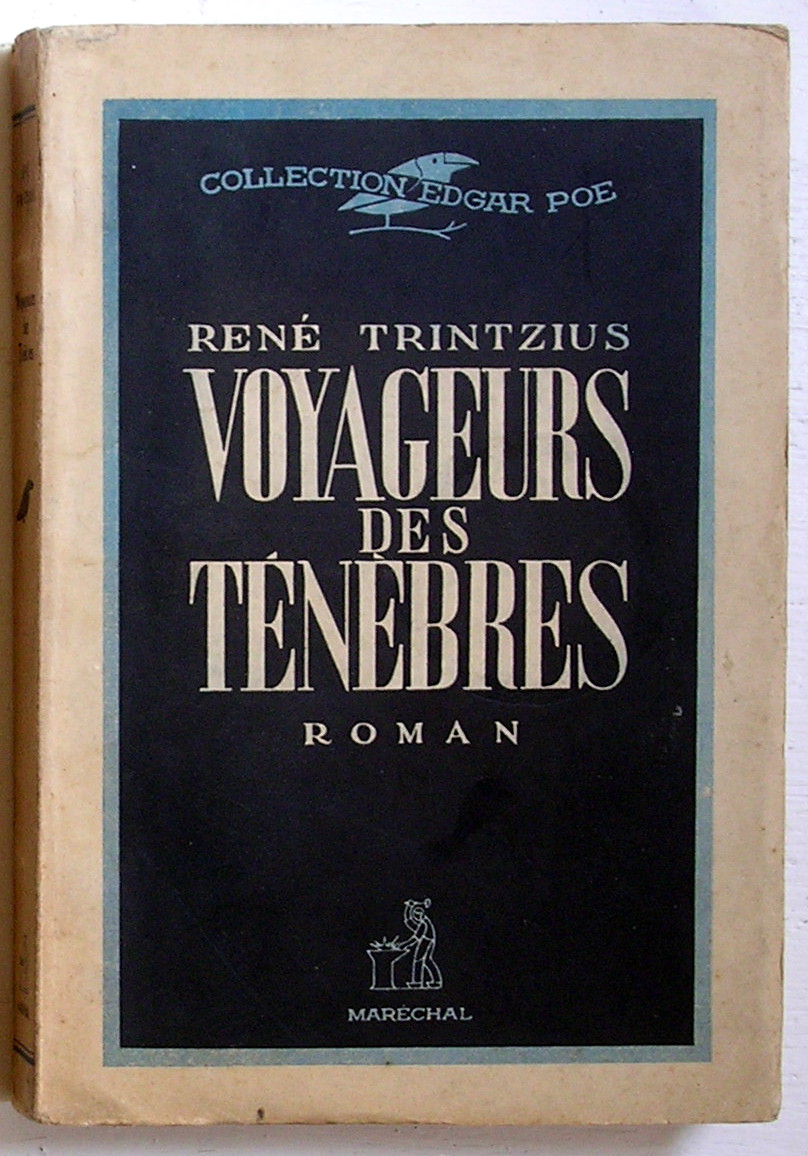 COLLECTION EDGAR POE
RENÉ TRINTZIUS
VOYAGEURS
DES
TÉNÈBRES
ROMAN
MARÉCHAL